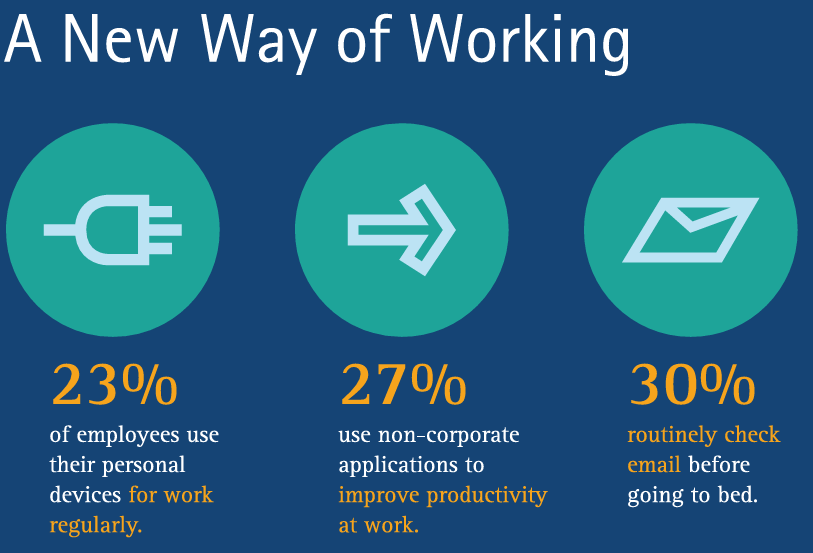 A New Way of Working
23%
of employees use
their personal
devices for work
regularly.
27%
use non-corporate
applications to
improve productivity
at work.
30%
routinely check
email before
going to bed.